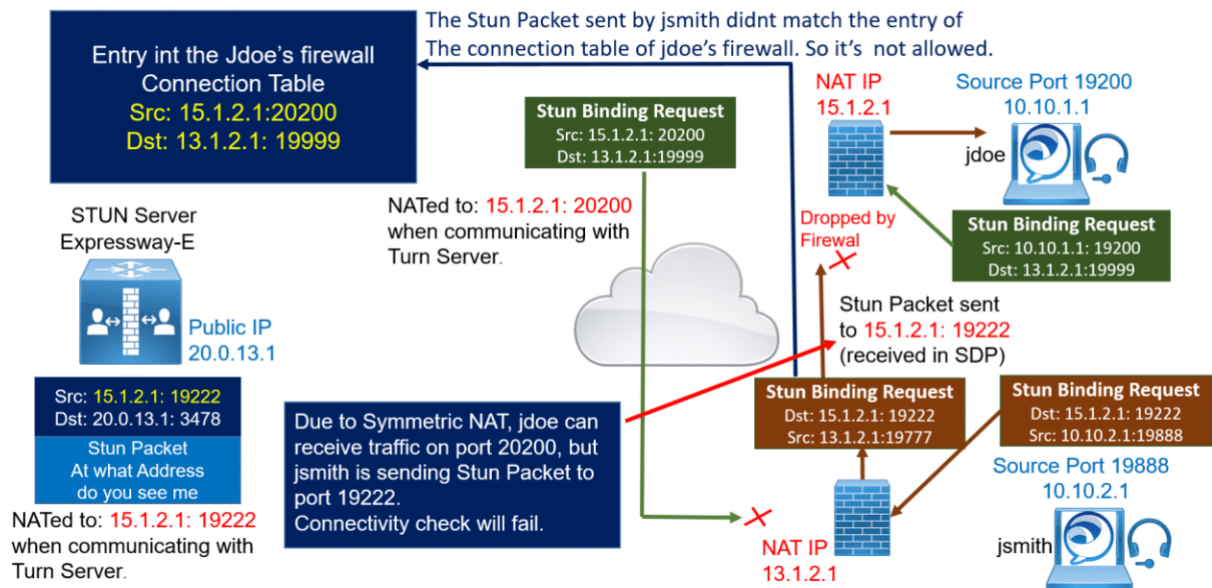 The Stun Packet sent by jsmith didnt match the entry of
The connection table of jdoe's firewall. So it's not allowed.
Entry int the Jdoe's firewall
Connection Table
Src: 15.1.2.1:20200
Dst: 13.1.2.1: 19999
Stun Binding Request
Src: 15.1.2.1: 20200
Dst: 13.1.2.1:19999
NAT IP
15.1.2.1
Source Port 19200
10.10.1.1
jdoe
NATed to: 15.1.2.1: 20200
when communicating with
Turn Server.
Dropped by
Firewal
Stun Binding Request
Src: 10.10.1.1: 19200
Dst: 13.1.2.1:19999
STUN Server
Expressway-E
Public IP
20.0.13.1
Stun Packet sent
to 15.1.2.1: 19222
(received in SDP)
Src: 15.1.2.1: 19222
Dst: 20.0.13.1: 3478
Stun Packet
At what Address
do you see me
NATed to: 15.1.2.1: 19222
when communicating with
Turn Server.
Due to Symmetric NAT, jdoe can
receive traffic on port 20200, but
jsmith is sending Stun Packet to
port 19222.
Connectivity check will fail.
Stun Binding Request
Dst: 15.1.2.1: 19222
Src: 13.1.2.1:19777
Stun Binding Request
Dst: 15.1.2.1: 19222
Src: 10.10.2.1:19888
Source Port 19888
10.10.2.1
jsmith
NAT IP
13.1.2.1